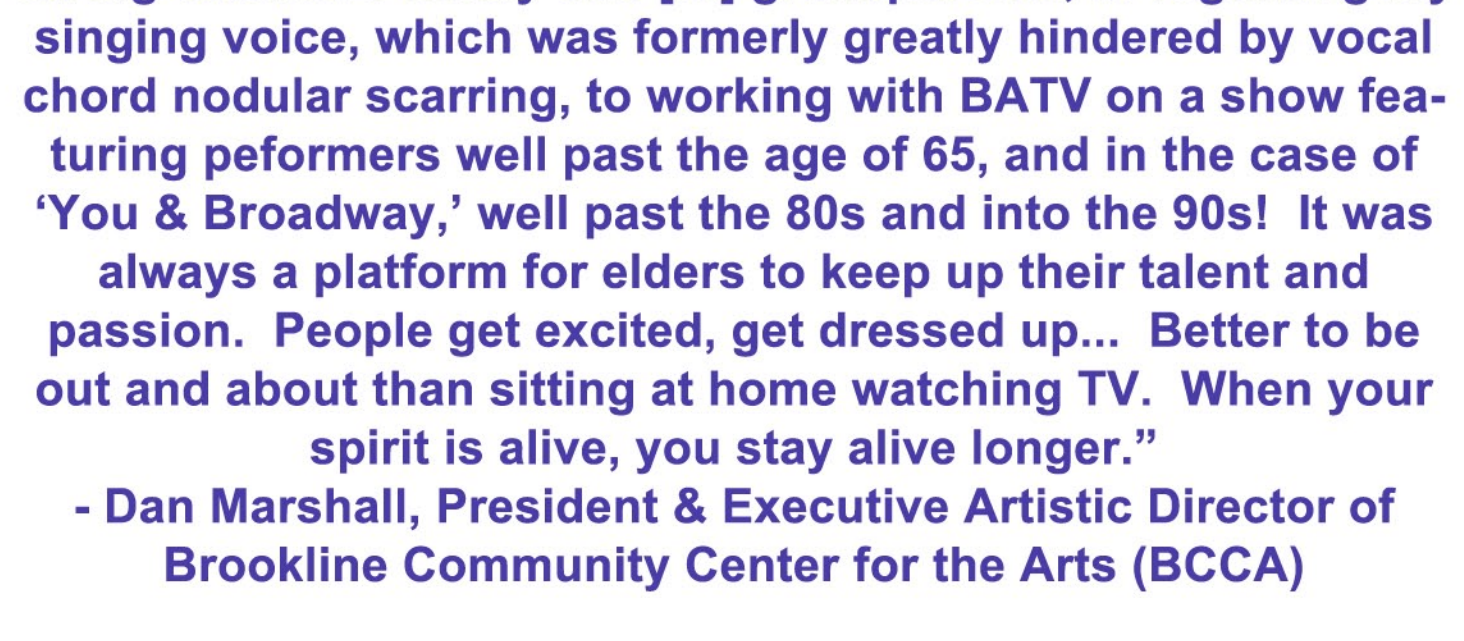 singing voice, which was formerly greatly hindered by vocal
chord nodular scarring, to working with BATV on a show fea-
turing peformers well past the age of 65, and in the case of
‘You & Broadway,’ well past the 80s and into the 90s!  It was
always a platform for elders to keep up their talent and
passion.  People get excited, get dressed up...  Better to be
out and about than sitting at home watching TV.  When your
spirit is alive, you stay alive longer.”
- Dan Marshall, President & Executive Artistic Director of
Brookline Community Center for the Arts (BCCA)